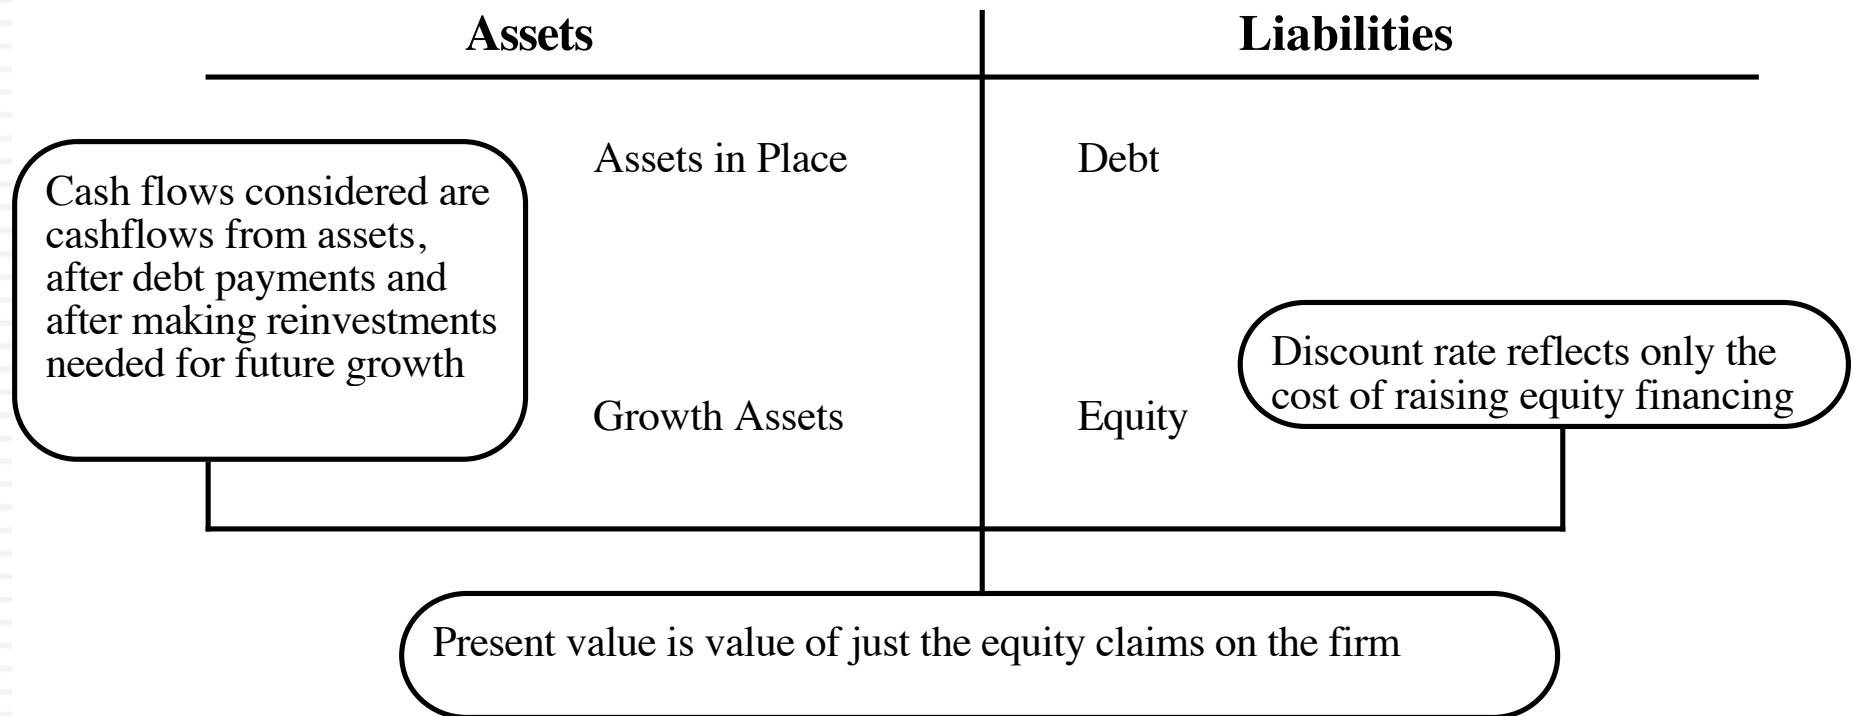 Assets
Liabilities
Assets in Place
Debt
Cash flows considered are
cashflows from assets,
after debt payments and
after making reinvestments
needed for future growth
Discount rate reflects only the
cost of raising equity financing
Growth Assets
Equity
Present value is value of just the equity claims on the firm